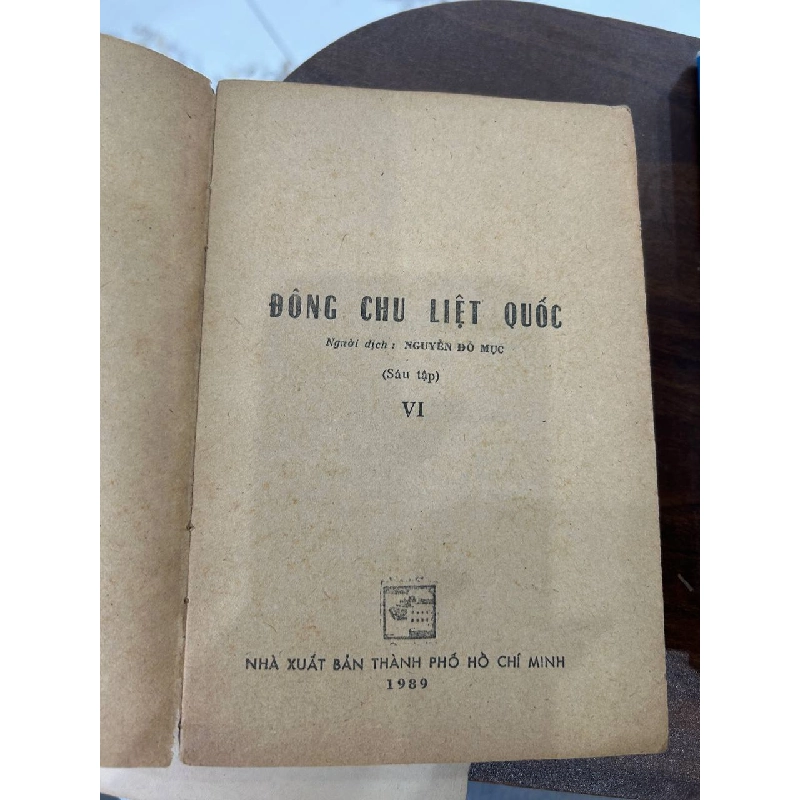 ĐÔNG CHU LIỆT QUỐC
Người dịch : NGUYỄN ĐỖ MỤC
(Sáu tập)
VI
NHÀ XUẤT BẢN THÀNH PHỐ HỒ CHÍ MINH
1989